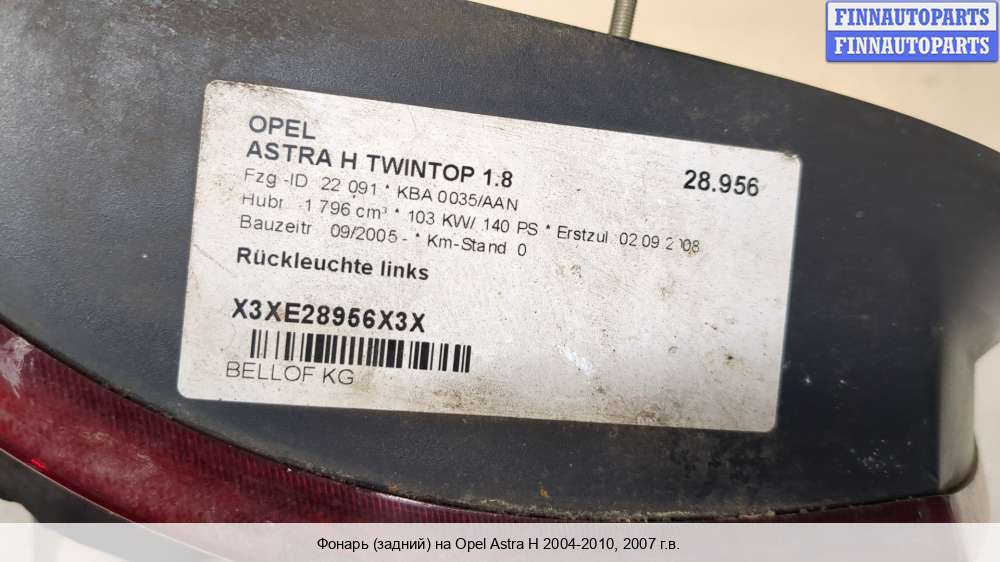 FINNAUTOPARTS
FINNAUTOPARTS
OPEL
ASTRA H TWINTOP 1.8
28.956
Fzg -ID 22 091 * KBA 0035/AAN
Hubr 1 796 cm³ * 103 KW/ 140 PS * Erstzul 02 09 2008
Bauzeitr 09/2005 - * Km-Stand 0
Rückleuchte links
X3XE28956X3X
BELLOF KG
Фонарь (задний) на Opel Astra H 2004-2010, 2007 г.в.